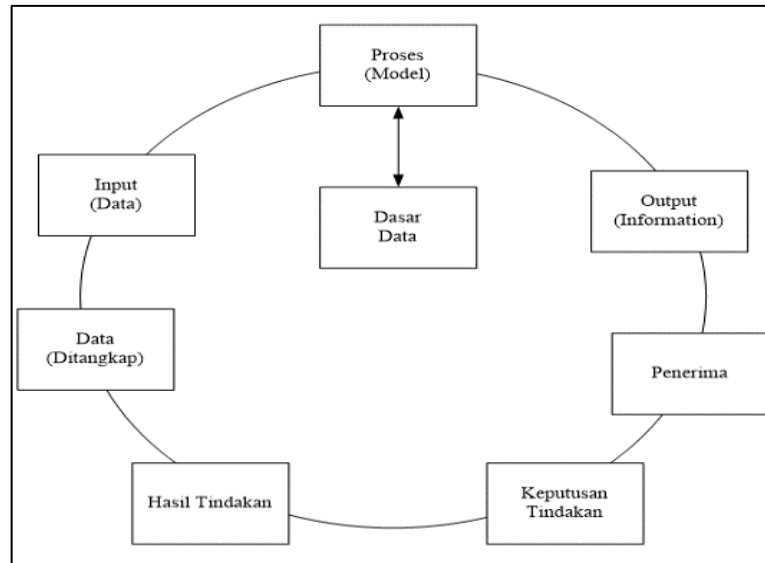 Proses
(Model)
Input
(Data)
Dasar
Data
Output
(Information)
Data
(Ditangkap)
Penerima
Hasil Tindakan
Keputusan
Tindakan